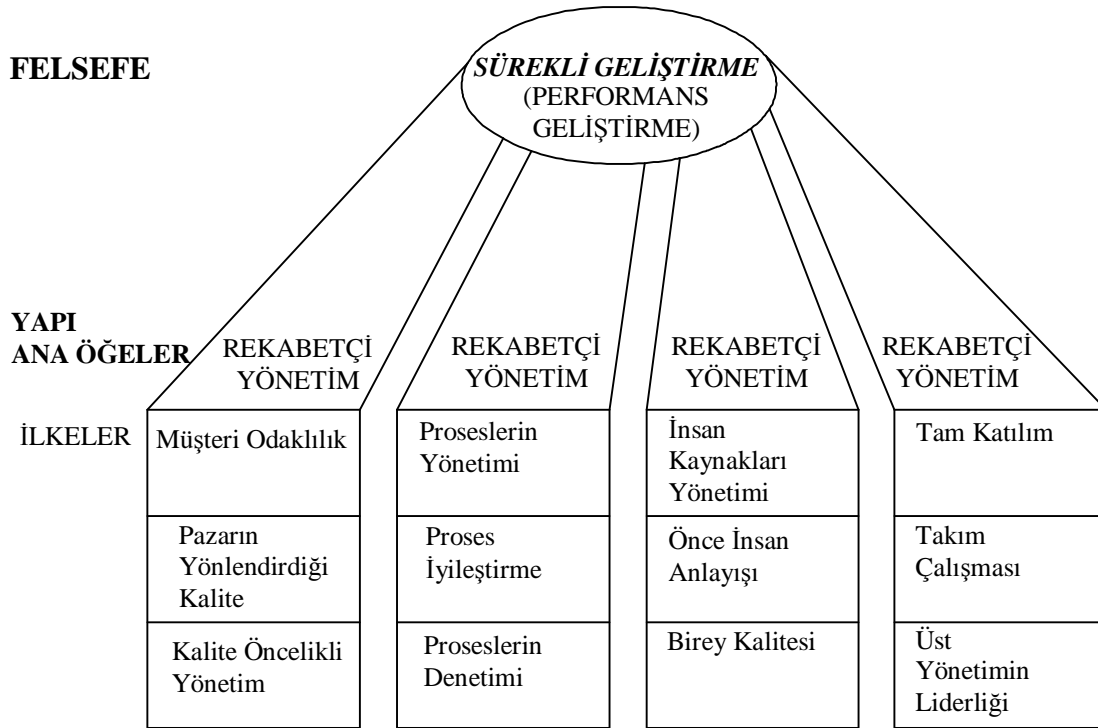 FELSEFE
SÜREKLİ GELİŞTİRME
(PERFORMANS
GELİŞTİRME)
YAPI
ANA ÖĞELER
REKABETÇİ
YÖNETİM
REKABETÇİ
YÖNETİM
REKABETÇİ
YÖNETİM
REKABETÇİ
YÖNETİM
İLKELER
Müşteri Odaklılık
Proseslerin
Yönetimi
İnsan
Kaynakları
Yönetimi
Tam Katılım
Pazarın
Yönlendirdiği
Kalite
Proses
İyileştirme
Önce İnsan
Anlayışı
Takım
Çalışması
Kalite Öncelikli
Yönetim
Proseslerin
Denetimi
Birey Kalitesi
Üst
Yönetimin
Liderliği